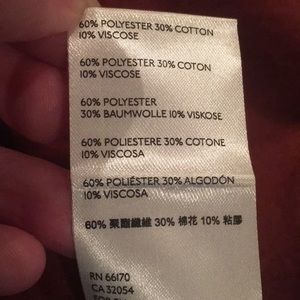 60% POLYESTER 30% COTTON
10% VISCOSE
60% POLYESTER 30% COTON
10% VISCOSE
60% POLYESTER
30% BAUMWOLLE 10% VISKOSE
60% POLIESTERE 30% COTONE
10% VISCOSA
60% POLIÉSTER 30% ALGODÓN
10% VISCOSA
60% 聚酯纖維 30% 棉花 10% 粘膠
RN 66170
CA 32054